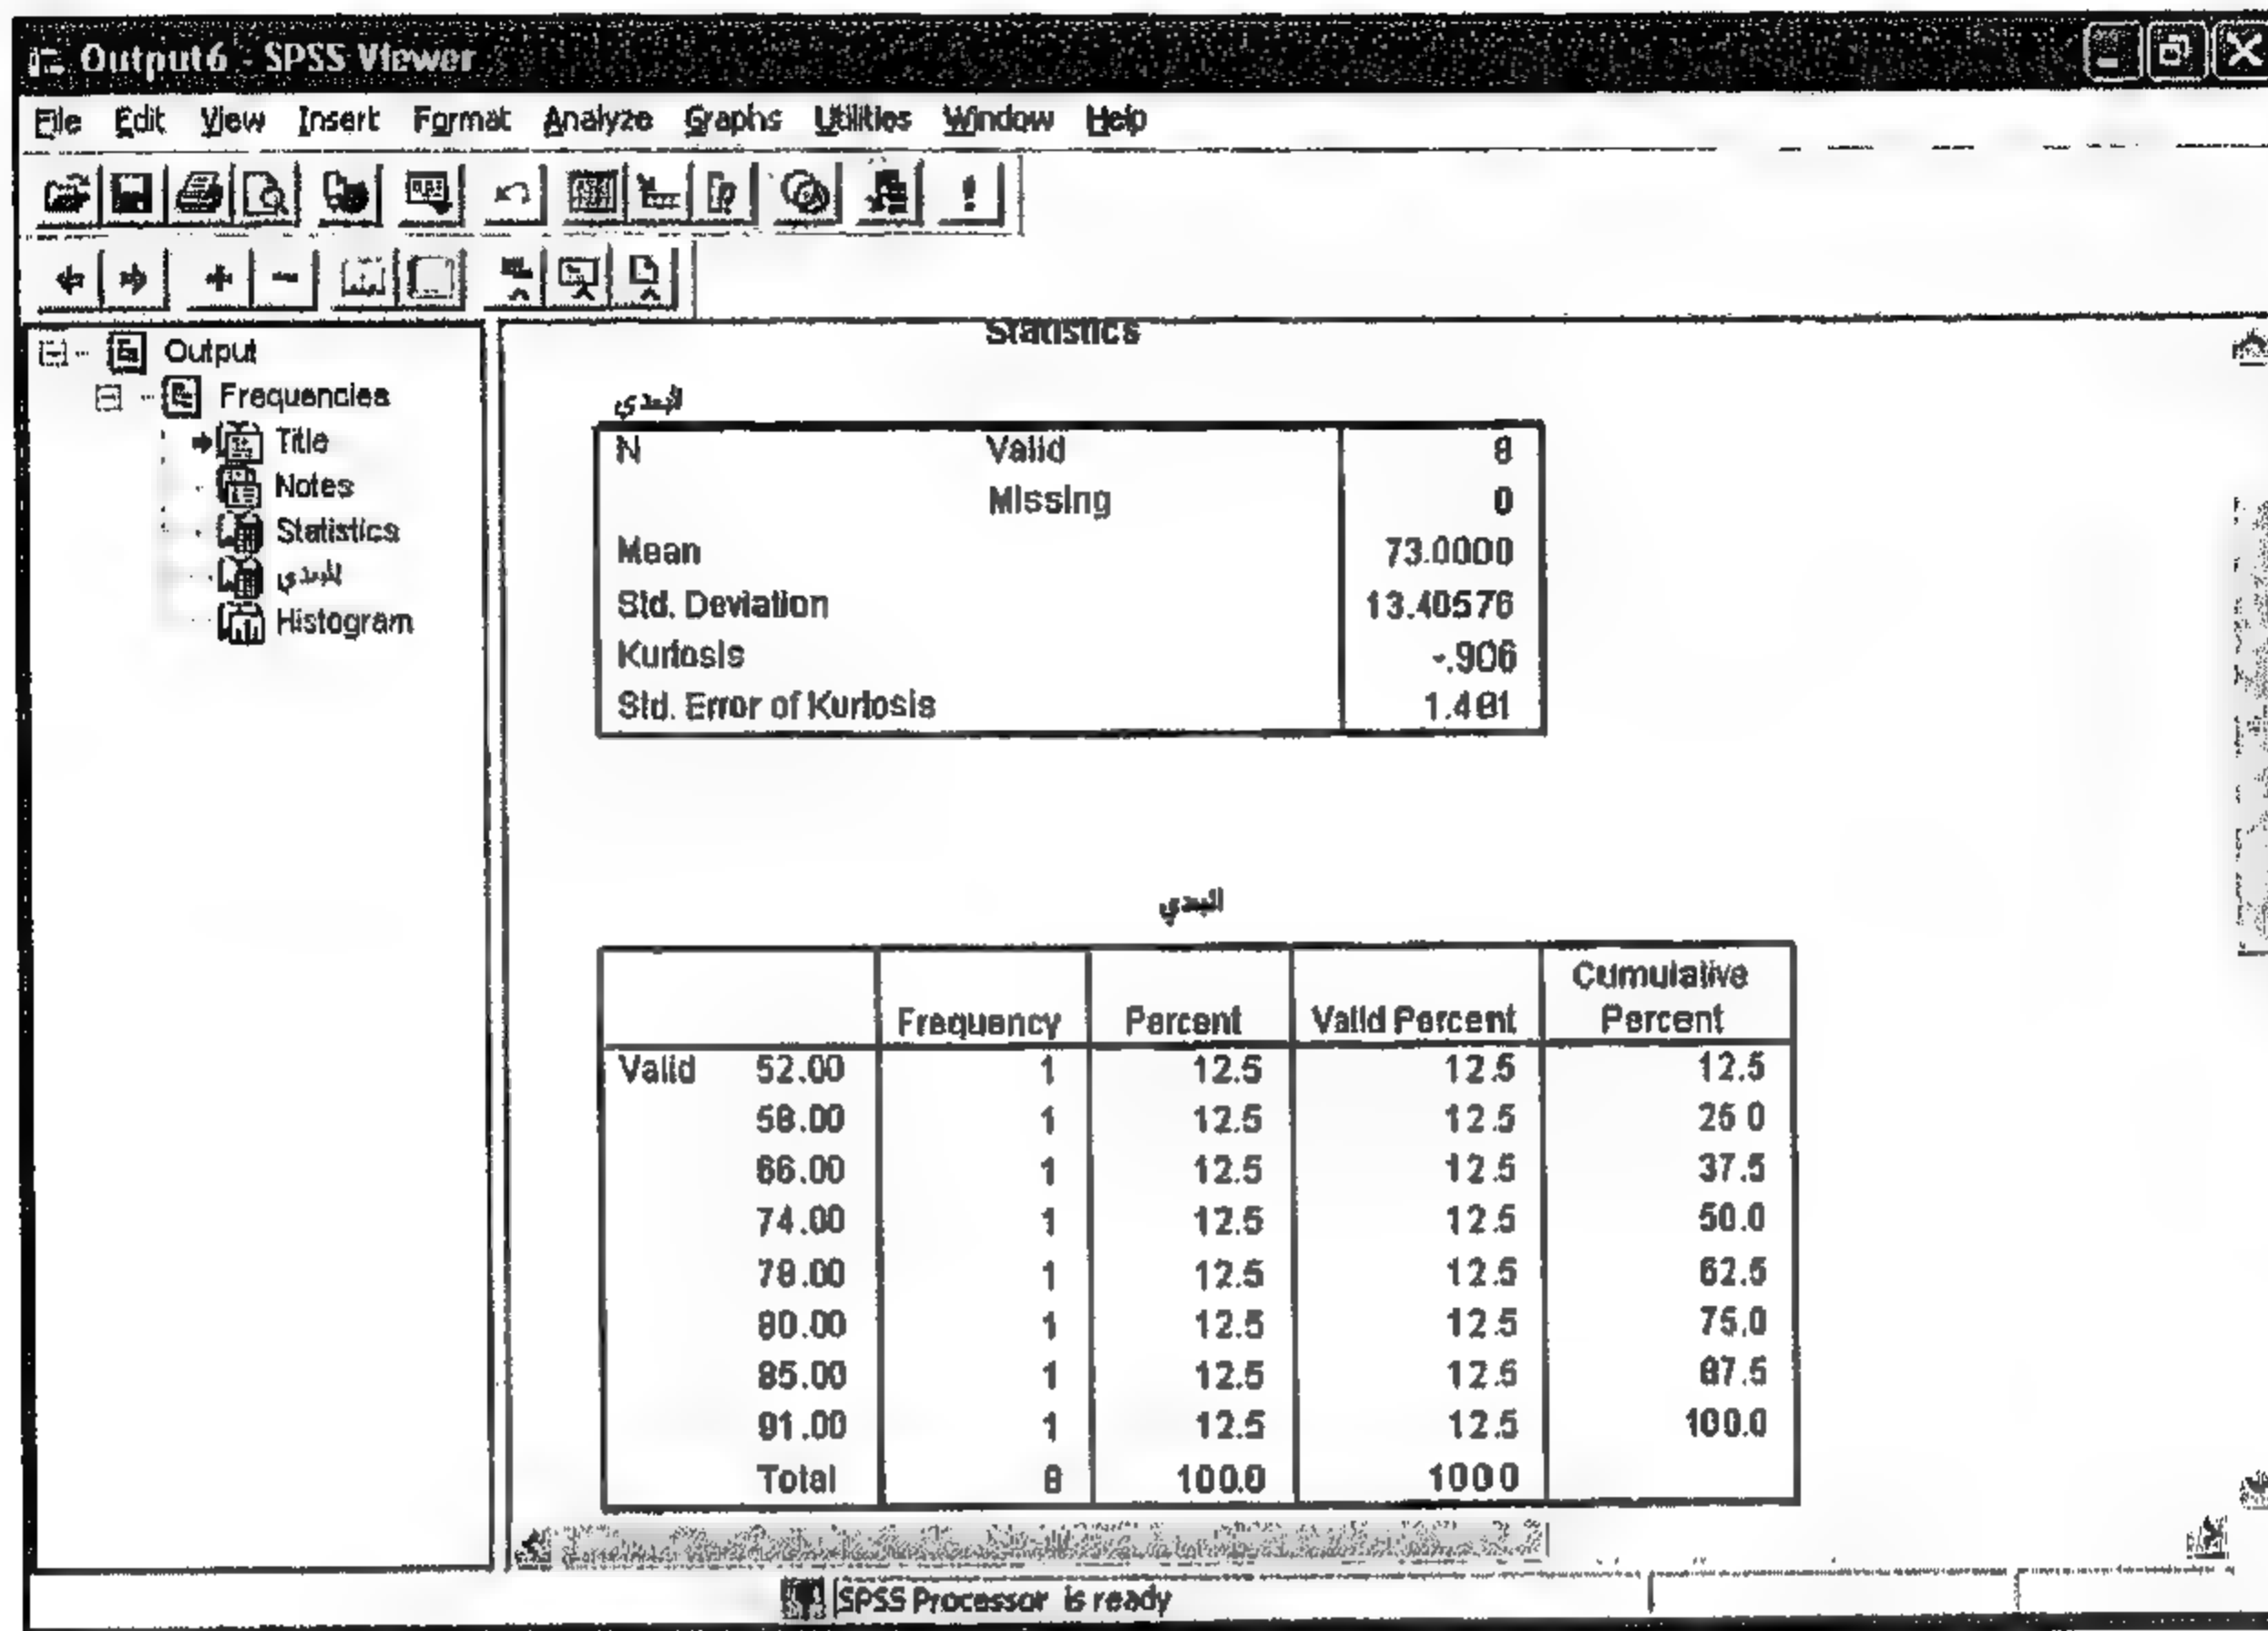 Output6 - SPSS Viewer
File Edit View Insert Format Analyze Graphs Utilities Window Help
Output
Frequencies
Title
Notes
Statistics
البعدي
Histogram
Statistics
البعدي
N Valid 8
Missing 0
Mean 73.0000
Std. Deviation 13.40576
Kurtosis -.906
Std. Error of Kurtosis 1.481
البعدي
Cumulative
Frequency Percent Valid Percent Percent
Valid 52.00 1 12.5 12.5 12.5
58.00 1 12.5 12.5 25.0
66.00 1 12.5 12.5 37.5
74.00 1 12.5 12.5 50.0
78.00 1 12.5 12.5 62.5
80.00 1 12.5 12.5 75.0
85.00 1 12.5 12.5 87.5
91.00 1 12.5 12.5 100.0
Total 8 100.0 100.0
SPSS Processor is ready